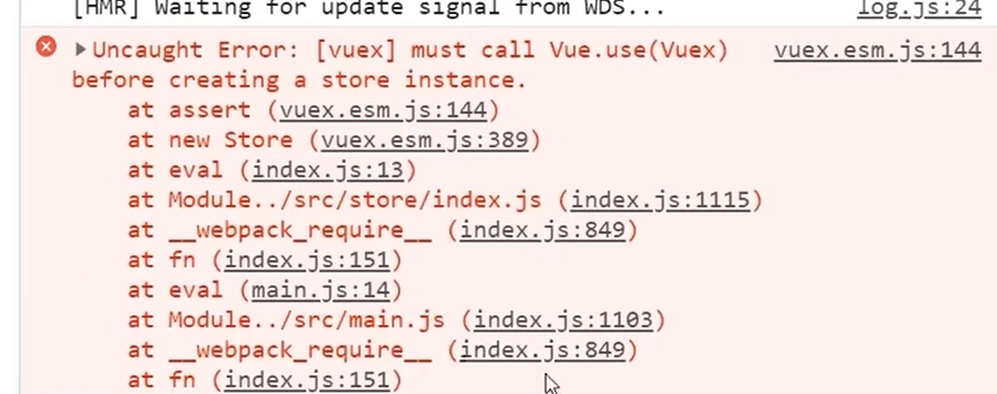 [HMR] Waiting for update signal from WDS... log.js:24
Uncaught Error: [vuex] must call Vue.use(Vuex) vuex.esm.js:144
before creating a store instance.
at assert (vuex.esm.js:144)
at new Store (vuex.esm.js:389)
at eval (index.js:13)
at Module../src/store/index.js (index.js:1115)
at __webpack_require__ (index.js:849)
at fn (index.js:151)
at eval (main.js:14)
at Module../src/main.js (index.js:1103)
at __webpack_require__ (index.js:849)
at fn (index.js:151)